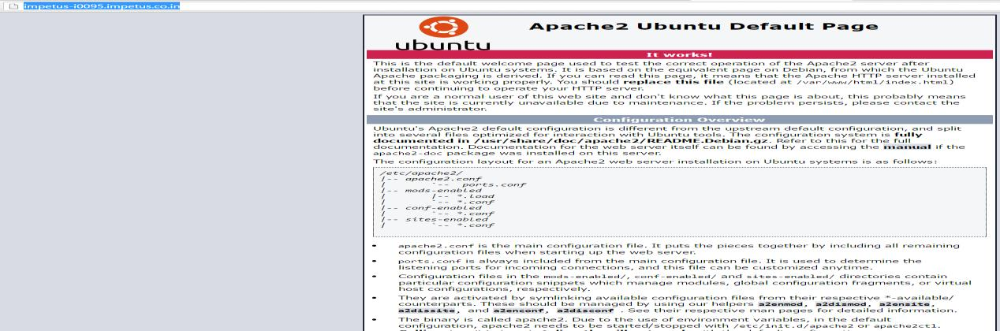 impetus-i0095.impetus.co.in
ubuntu
Apache2 Ubuntu Default Page
It works!
This is the default welcome page used to test the correct operation of the Apache2 server after
installation on Ubuntu systems. It is based on the equivalent page on Debian, from which the Ubuntu
Apache packaging is derived. If you can read this page, it means that the Apache HTTP server installed
at this site is working properly. You should replace this file (located at /var/www/html/index.html)
before continuing to operate your HTTP server.
If you are a normal user of this web site and don't know what this page is about, this probably means
that the site is currently unavailable due to maintenance. If the problem persists, please contact the
site's administrator.
Configuration Overview
Ubuntu's Apache2 default configuration is different from the upstream default configuration, and split
into several files optimized for interaction with Ubuntu tools. The configuration system is fully
documented in /usr/share/doc/apache2/README.Debian.gz. Refer to this for the full
documentation. Documentation for the web server itself can be found by accessing the manual if the
apache2-doc package was installed on this server.
The configuration layout for an Apache2 web server installation on Ubuntu systems is as follows:
/etc/apache2/
|-- apache2.conf
|       `--  ports.conf
|-- mods-enabled
|       |-- *.load
|       `-- *.conf
|-- conf-enabled
|       `-- *.conf
|-- sites-enabled
|       `-- *.conf
• apache2.conf is the main configuration file. It puts the pieces together by including all remaining
configuration files when starting up the web server.
• ports.conf is always included from the main configuration file. It is used to determine the
listening ports for incoming connections, and this file can be customized anytime.
• Configuration files in the mods-enabled/, conf-enabled/ and sites-enabled/ directories contain
particular configuration snippets which manage modules, global configuration fragments, or virtual
host configurations, respectively.
• They are activated by symlinking available configuration files from their respective *-available/
counterparts. These should be managed by using our helpers a2enmod, a2dismod, a2ensite,
a2dissite, and a2enconf, a2disconf . See their respective man pages for detailed information.
• The binary is called apache2. Due to the use of environment variables, in the default
configuration, apache2 needs to be started/stopped with /etc/init.d/apache2 or apache2ctl.